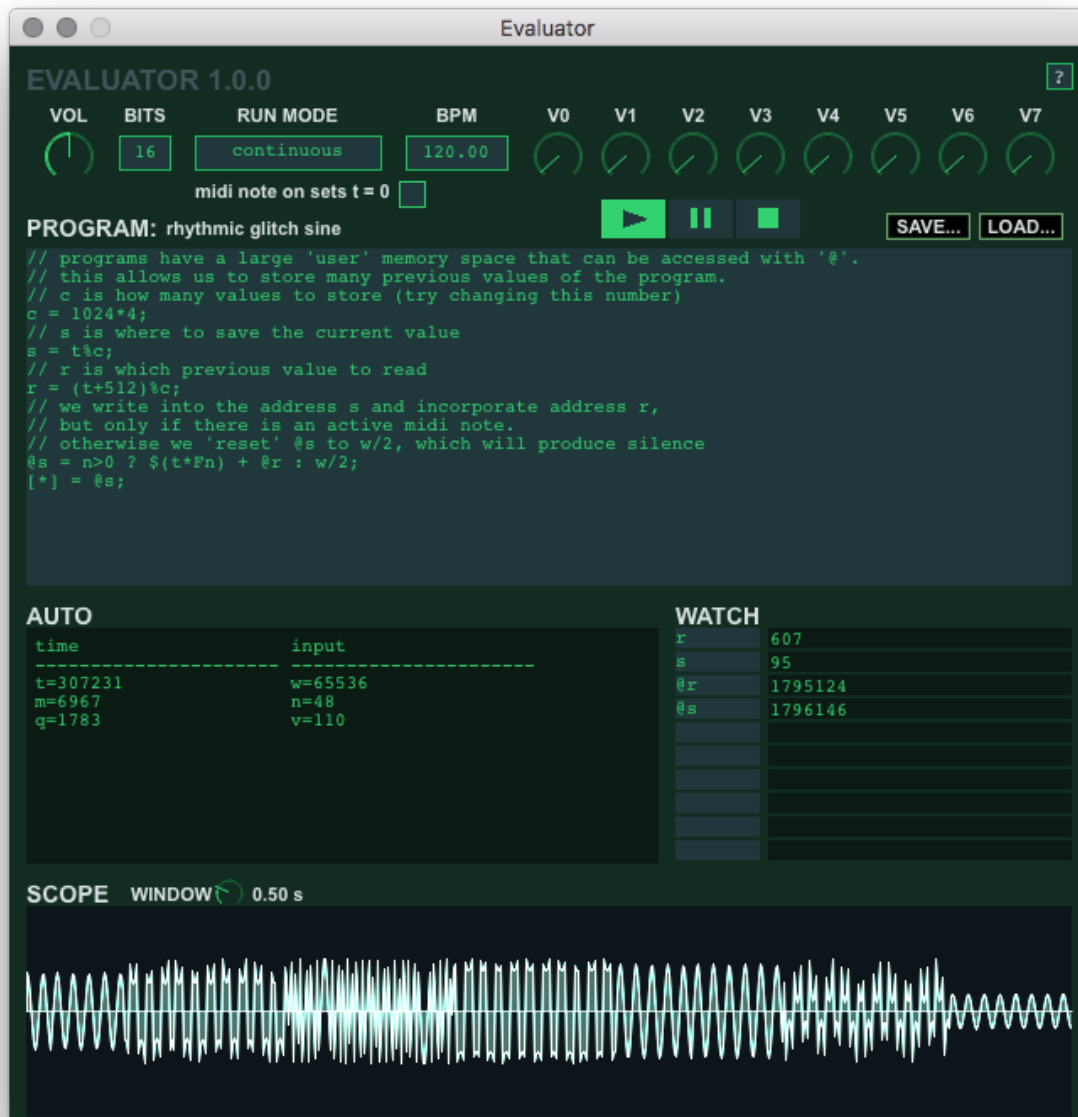 Evaluator
EVALUATOR 1.0.0
?
VOL BITS RUN MODE BPM V0 V1 V2 V3 V4 V5 V6 V7
16 continuous 120.00
midi note on sets t = 0
PROGRAM: rhythmic glitch sine
SAVE... LOAD...
// programs have a large 'user' memory space that can be accessed with '@'.
// this allows us to store many previous values of the program.
// c is how many values to store (try changing this number)
c = 1024*4;
// s is where to save the current value
s = t%c;
// r is which previous value to read
r = (t+512)%c;
// we write into the address s and incorporate address r,
// but only if there is an active midi note.
// otherwise we 'reset' @s to w/2, which will produce silence
@s = n>0 ? $(t*Fn) + @r : w/2;
[*] = @s;
AUTO
time input
---------------------- ----------------------
t=307231 w=65536
m=6967 n=48
q=1783 v=110
WATCH
r 607
s 95
@r 1795124
@s 1796146
SCOPE WINDOW 0.50 s